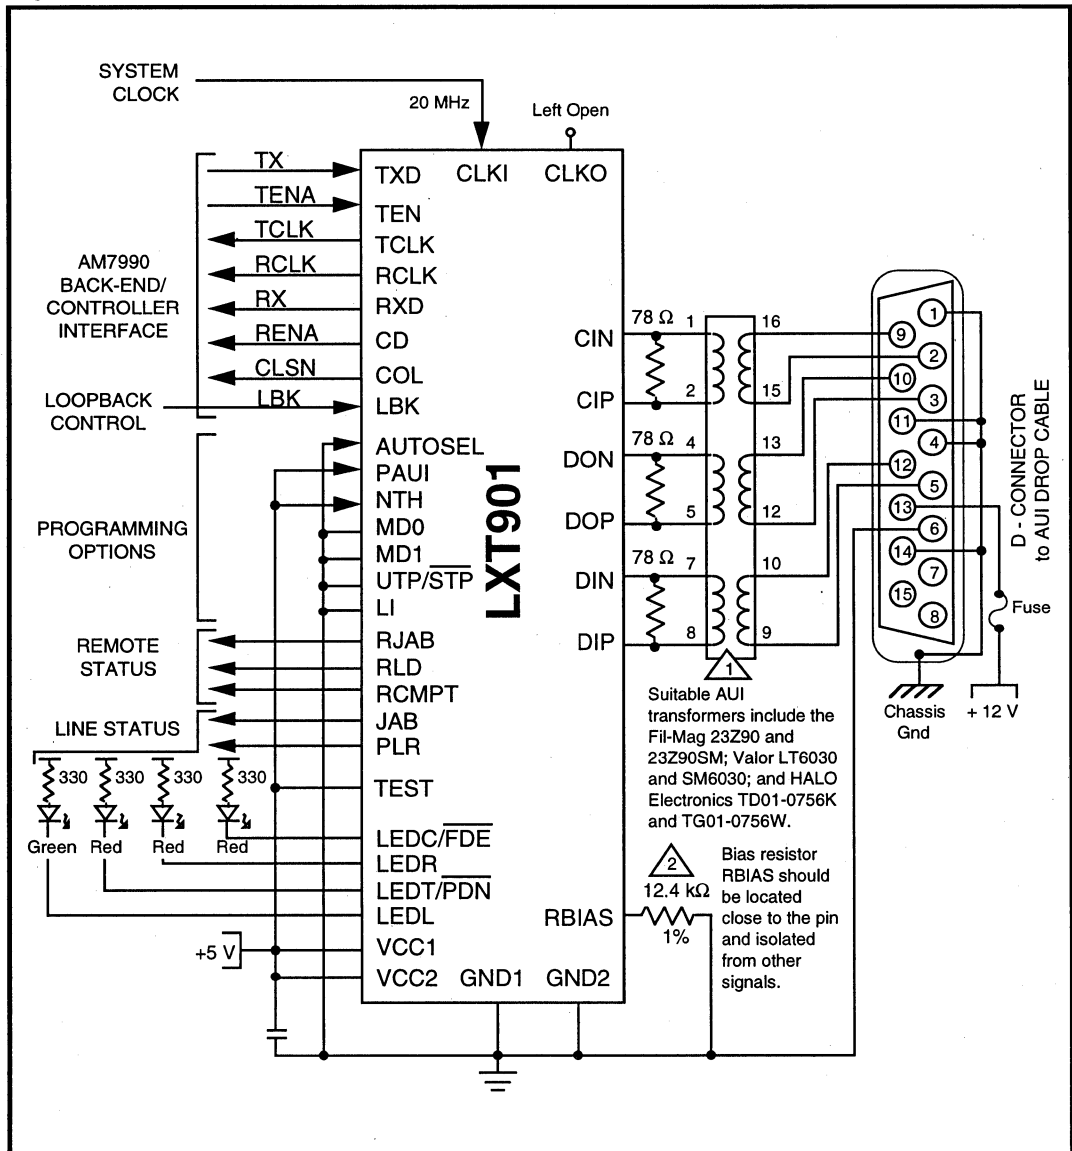 SYSTEM
CLOCK
20 MHz
Left Open
CLKI
CLKO
AM7990
BACK-END/
CONTROLLER
INTERFACE
TX
TXD
TENA
TEN
TCLK
TCLK
RCLK
RCLK
RX
RXD
RENA
CD
CLSN
COL
LOOPBACK
CONTROL
LBK
LBK
PROGRAMMING
OPTIONS
AUTOSEL
PAUI
NTH
MD0
MD1
UTP/STP
LI
REMOTE
STATUS
RJAB
RLD
RCMPT
LINE STATUS
JAB
PLR
330
330
330
330
TEST
Green
Red
Red
Red
LEDC/FDE
LEDR
LEDT/PDN
LEDL
+5 V
VCC1
VCC2
GND1
GND2
LXT901
CIN
78 Ω
1
16
CIP
2
15
DON
78 Ω
4
13
DOP
5
12
DIN
78 Ω
7
10
DIP
8
9
1
9
2
10
3
11
4
12
5
13
6
14
7
15
8
D - CONNECTOR
to AUI DROP CABLE
Fuse
Chassis
Gnd
+ 12 V
1
Suitable AUI
transformers include the
Fil-Mag 23Z90 and
23Z90SM; Valor LT6030
and SM6030; and HALO
Electronics TD01-0756K
and TG01-0756W.
2
12.4 kΩ
RBIAS
1%
Bias resistor
RBIAS should
be located
close to the pin
and isolated
from other
signals.